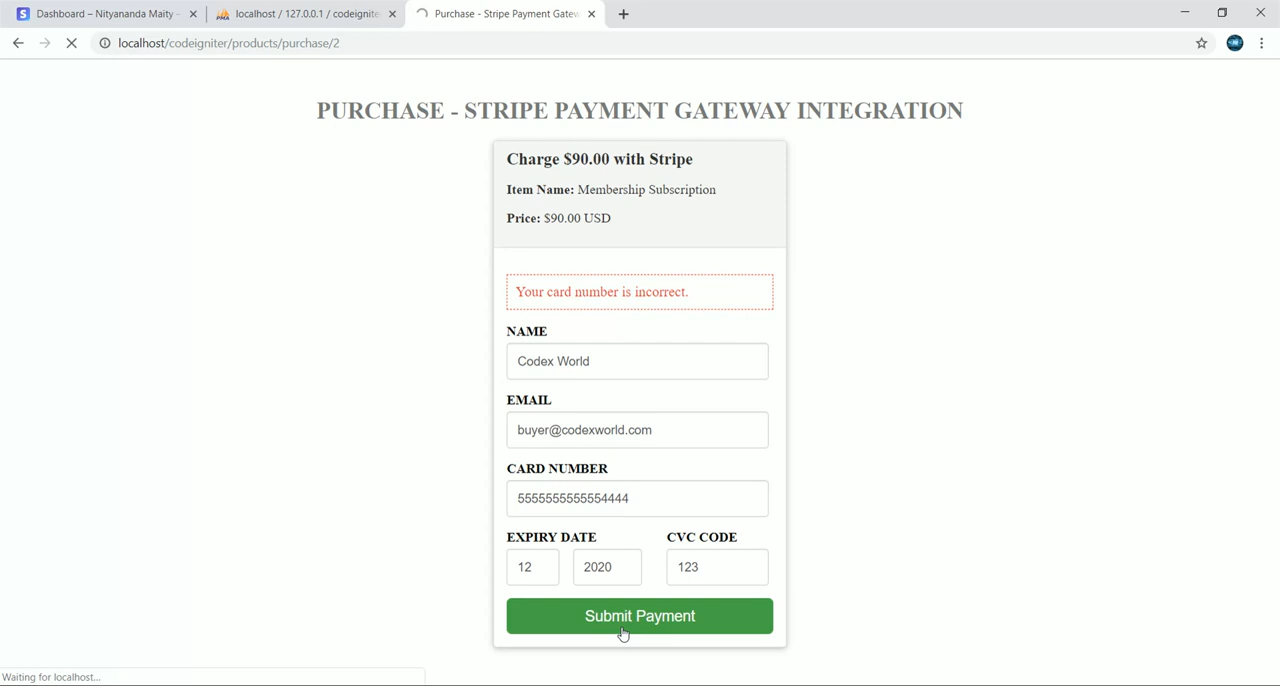 Dashboard – Nityananda Maity -
localhost / 127.0.0.1 / codeignite
Purchase - Stripe Payment Gatew
localhost/codeigniter/products/purchase/2
PURCHASE - STRIPE PAYMENT GATEWAY INTEGRATION
Charge $90.00 with Stripe
Item Name: Membership Subscription
Price: $90.00 USD
Your card number is incorrect.
NAME
Codex World
EMAIL
buyer@codexworld.com
CARD NUMBER
5555555555554444
EXPIRY DATE CVC CODE
12 2020 123
Submit Payment
Waiting for localhost...